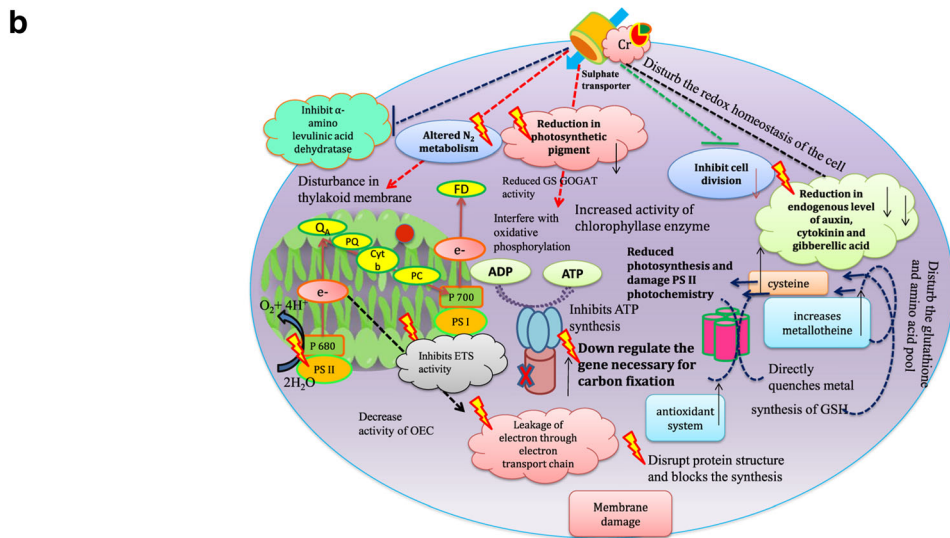 b
Cr
Sulphate
transporter
Disturb the redox homeostasis of the cell
Inhibit α-
amino
levulinic acid
dehydratase
Altered N2
metabolism
Reduction in
photosynthetic
pigment
Inhibit cell
division
Reduction in
endogenous level
of auxin,
cytokinin and
gibberellic acid
Disturbance in
thylakoid membrane
FD
Reduced GS GOGAT
activity
Interfere with
oxidative
phosphorylation
Increased activity of
chlorophyllase enzyme
QA
PQ
Cyt
b
PC
e-
e-
P 700
PS I
ADP
ATP
Reduced
photosynthesis and
damage PS II
photochemistry
cysteine
increases
metallotheine
Disturb the glutathione
and amino acid pol
O2+ 4H+
P 680
PS II
2H2O
Inhibits ETS
activity
Inhibits ATP
synthesis
Down regulate the
gene necessary for
carbon fixation
X
Directly
quenches metal
synthesis of GSH
antioxidant
system
Decrease
activity of OEC
Leakage of
electron through
electron
transport chain
Disrupt protein structure
and blocks the synthesis
Membrane
damage